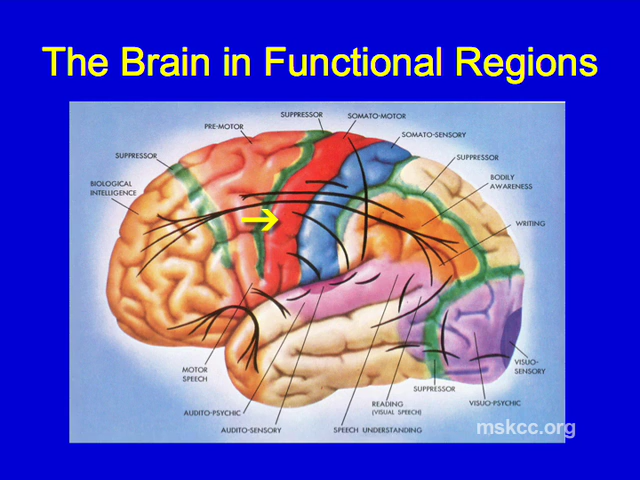 The Brain in Functional Regions
SUPPRESSOR
SOMATO-MOTOR
PRE-MOTOR
SOMATO-SENSORY
SUPPRESSOR
SUPPRESSOR
BIOLOGICAL
INTELLIGENCE
BODILY
AWARENESS
WRITING
MOTOR
SPEECH
VISUO-
SENSORY
SUPPRESSOR
AUDITO-PSYCHIC
READING
(VISUAL SPEECH)
VISUO-PSYCHIC
AUDITO-SENSORY
SPEECH UNDERSTANDING
mskcc.org